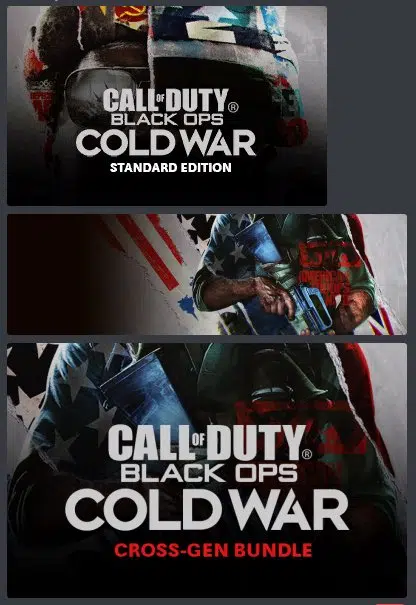 CALL OF DUTY®
BLACK OPS
COLD WAR
STANDARD EDITION
CALL OF DUTY®
BLACK OPS
COLD WAR
CROSS-GEN BUNDLE